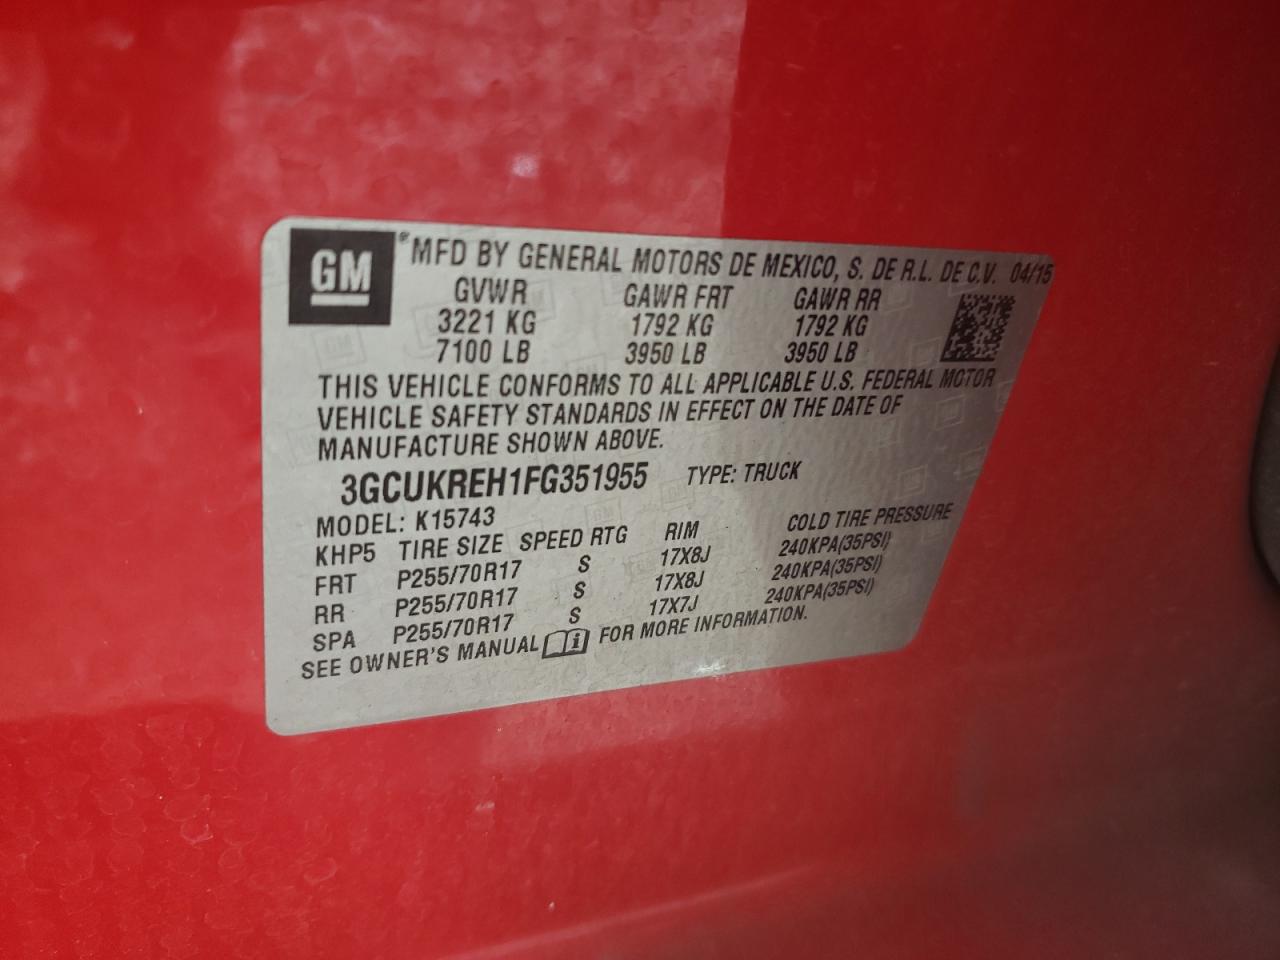 GM
MFD BY GENERAL MOTORS DE MEXICO, S. DE R.L. DE C.V. 04/15
GVWR GAWR FRT GAWR RR
3221 KG 1792 KG 1792 KG
7100 LB 3950 LB 3950 LB
THIS VEHICLE CONFORMS TO ALL APPLICABLE U.S. FEDERAL MOTOR
VEHICLE SAFETY STANDARDS IN EFFECT ON THE DATE OF
MANUFACTURE SHOWN ABOVE.
3GCUKREH1FG351955 TYPE: TRUCK
MODEL: K15743
KHP5 TIRE SIZE SPEED RTG RIM COLD TIRE PRESSURE
FRT P255/70R17 S 17X8J 240KPA(35PSI)
RR P255/70R17 S 17X8J 240KPA(35PSI)
SPA P255/70R17 S 17X7J 240KPA(35PSI)
SEE OWNER'S MANUAL i FOR MORE INFORMATION.